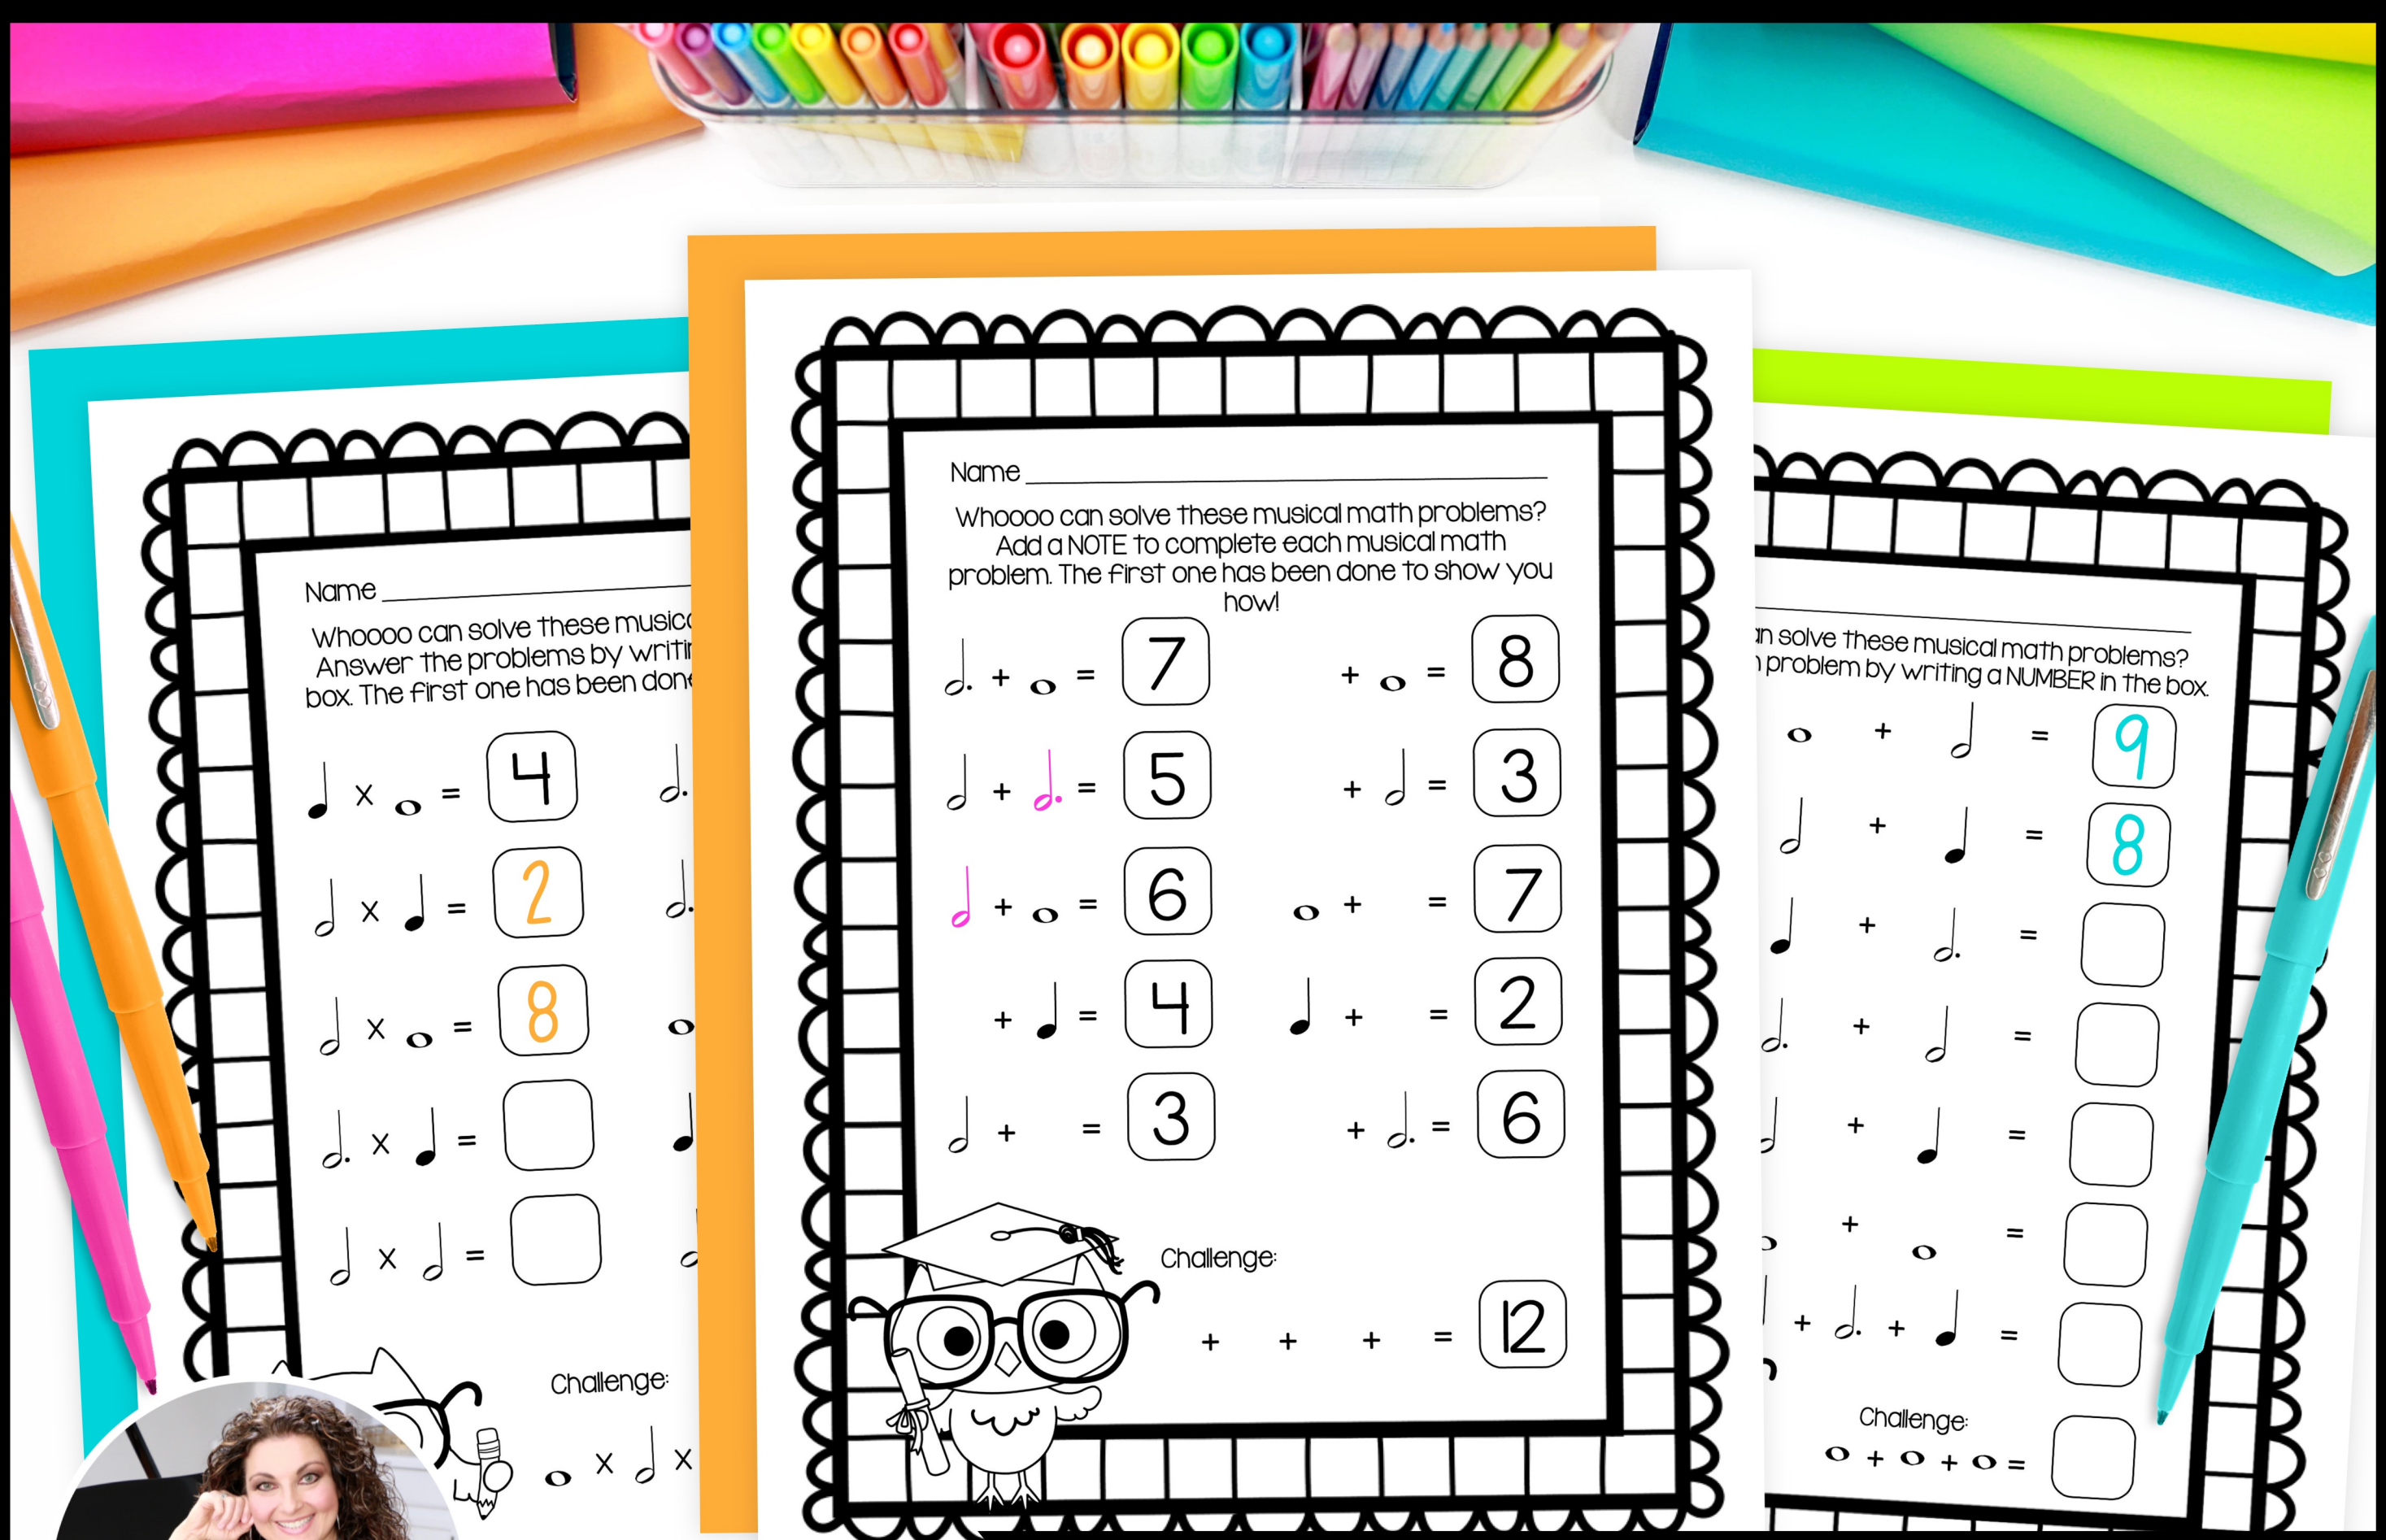 Name
Whoooo can solve these music
Answer the problems by writi
box. The first one has been done
x = 4
x = 2
x = 8
x =
x =
Challenge:
x x
Name
Whoooo can solve these musical math problems?
Add a NOTE to complete each musical math
problem. The first one has been done to show you
how!
+ = 7 + = 8
+ = 5 + = 3
+ = 6 + = 7
+ = 4 + = 2
+ = 3 + = 6
Challenge:
+ + + = 12
solve these musical math problems?
problem by writing a NUMBER in the box.
+ = 9
+ = 8
+ =
+ =
+ =
+ =
+ + =
Challenge:
+ + =